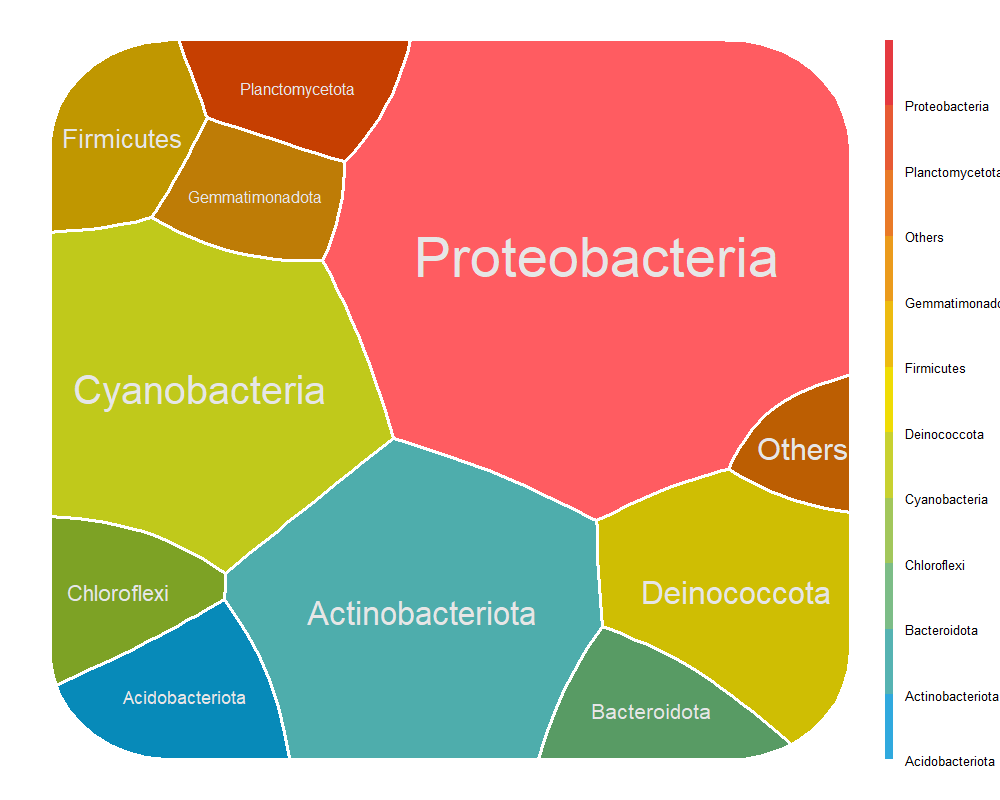 Planctomycetota
Firmicutes
Gemmatimonadota
Proteobacteria
Cyanobacteria
Others
Chloroflexi
Deinococcota
Actinobacteriota
Acidobacteriota
Bacteroidota
Proteobacteria
Planctomycetota
Others
Gemmatimonado
Firmicutes
Deinococcota
Cyanobacteria
Chloroflexi
Bacteroidota
Actinobacteriota
Acidobacteriota